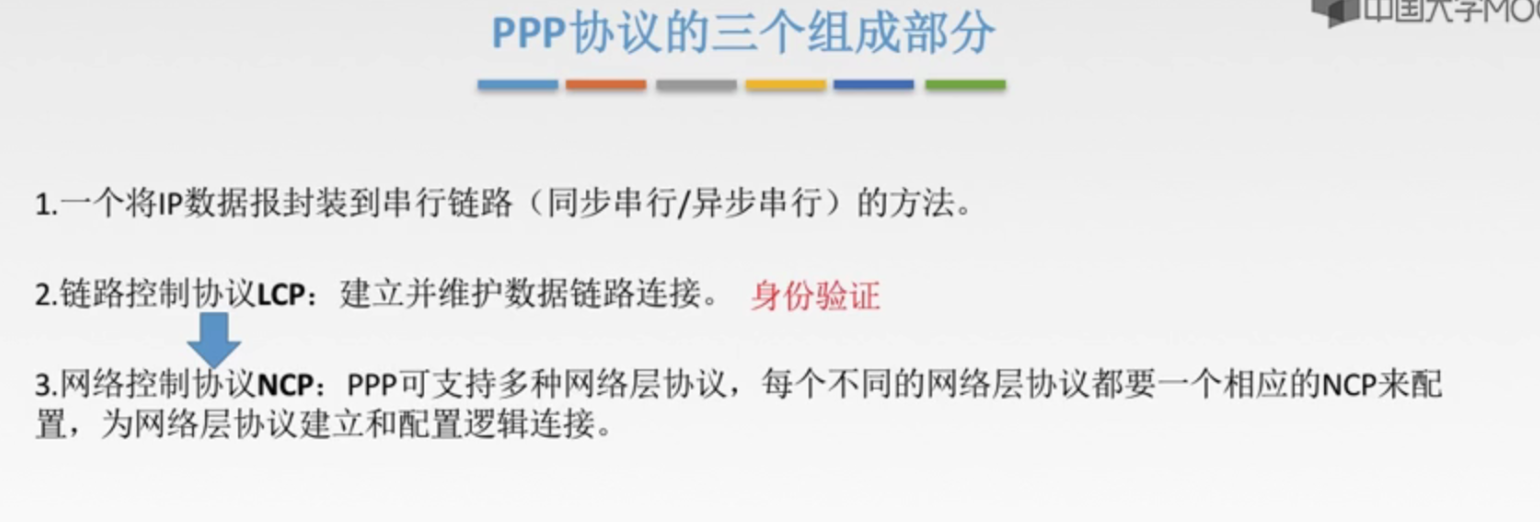 中国大学MOO
PPP协议的三个组成部分
1.一个将IP数据报封装到串行链路（同步串行/异步串行）的方法。
2.链路控制协议LCP：建立并维护数据链路连接。 身份验证
3.网络控制协议NCP：PPP可支持多种网络层协议，每个不同的网络层协议都要一个相应的NCP来配
置，为网络层协议建立和配置逻辑连接。